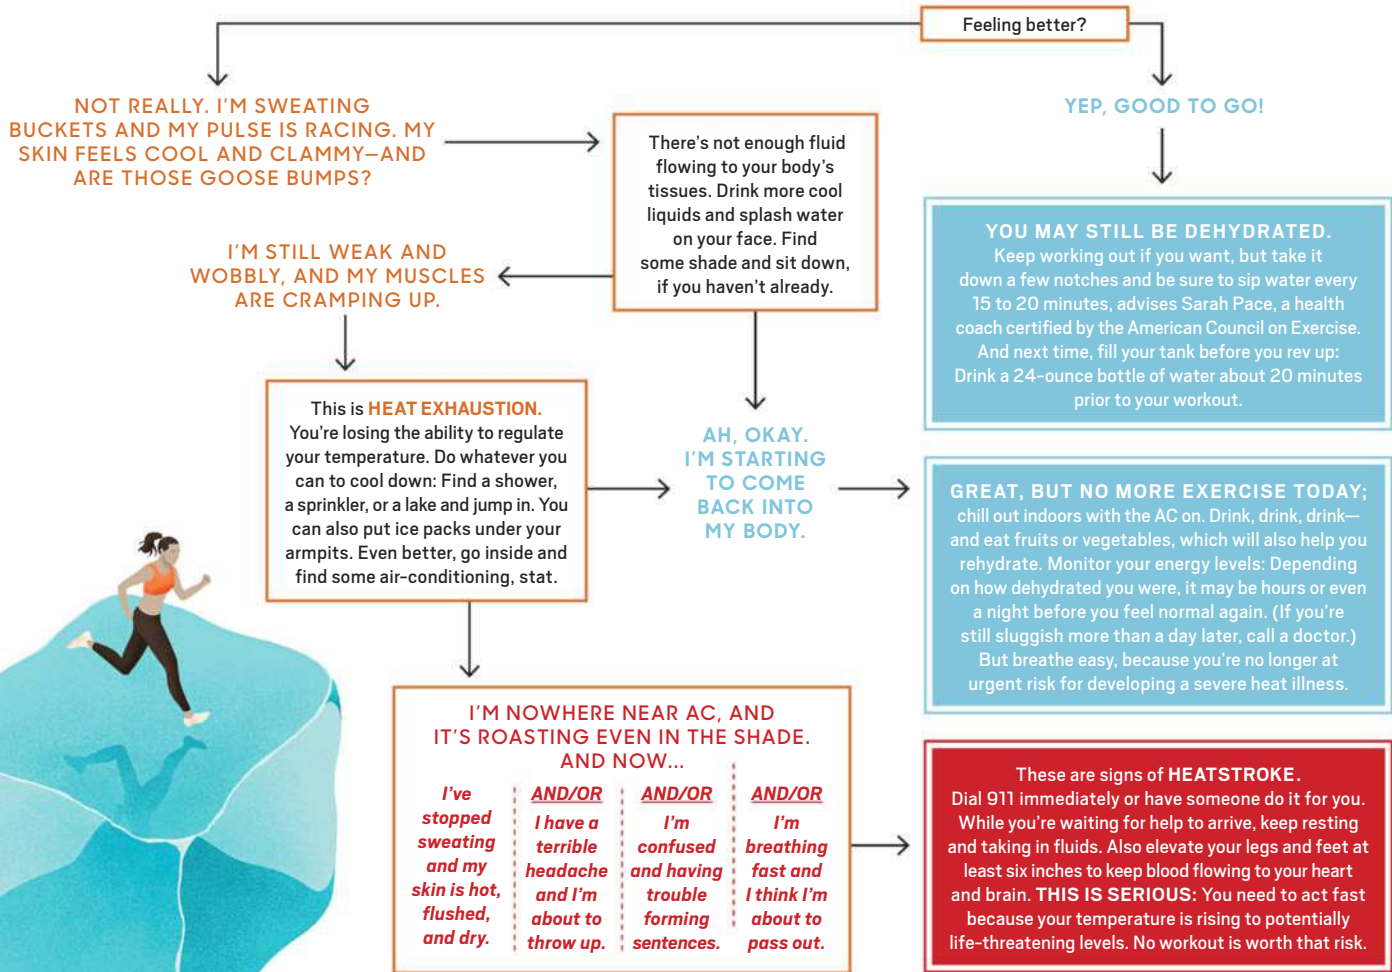 Feeling better?
NOT REALLY. I'M SWEATING
BUCKETS AND MY PULSE IS RACING. MY
SKIN FEELS COOL AND CLAMMY—AND
ARE THOSE GOOSE BUMPS?
There's not enough fluid
flowing to your body's
tissues. Drink more cool
liquids and splash water
on your face. Find
some shade and sit down,
if you haven't already.
YEP, GOOD TO GO!
YOU MAY STILL BE DEHYDRATED.
Keep working out if you want, but take it
down a few notches and be sure to sip water every
15 to 20 minutes, advises Sarah Pace, a health
coach certified by the American Council on Exercise.
And next time, fill your tank before you rev up:
Drink a 24-ounce bottle of water about 20 minutes
prior to your workout.
I'M STILL WEAK AND
WOBBLY, AND MY MUSCLES
ARE CRAMPING UP.
This is HEAT EXHAUSTION.
You're losing the ability to regulate
your temperature. Do whatever you
can to cool down: Find a shower,
a sprinkler, or a lake and jump in. You
can also put ice packs under your
armpits. Even better, go inside and
find some air-conditioning, stat.
AH, OKAY.
I'M STARTING
TO COME
BACK INTO
MY BODY.
GREAT, BUT NO MORE EXERCISE TODAY;
chill out indoors with the AC on. Drink, drink, drink—
and eat fruits or vegetables, which will also help you
rehydrate. Monitor your energy levels: Depending
on how dehydrated you were, it may be hours or even
a night before you feel normal again. (If you're
still sluggish more than a day later, call a doctor.)
But breathe easy, because you're no longer at
urgent risk for developing a severe heat illness.
I'M NOWHERE NEAR AC, AND
IT'S ROASTING EVEN IN THE SHADE.
AND NOW...
I've
stopped
sweating
and my
skin is hot,
flushed,
and dry.
AND/OR
I have a
terrible
headache
and I'm
about to
throw up.
AND/OR
I'm
confused
and having
trouble
forming
sentences.
AND/OR
I'm
breathing
fast and
I think I'm
about to
pass out.
These are signs of HEATSTROKE.
Dial 911 immediately or have someone do it for you.
While you're waiting for help to arrive, keep resting
and taking in fluids. Also elevate your legs and feet at
least six inches to keep blood flowing to your heart
and brain. THIS IS SERIOUS: You need to act fast
because your temperature is rising to potentially
life-threatening levels. No workout is worth that risk.